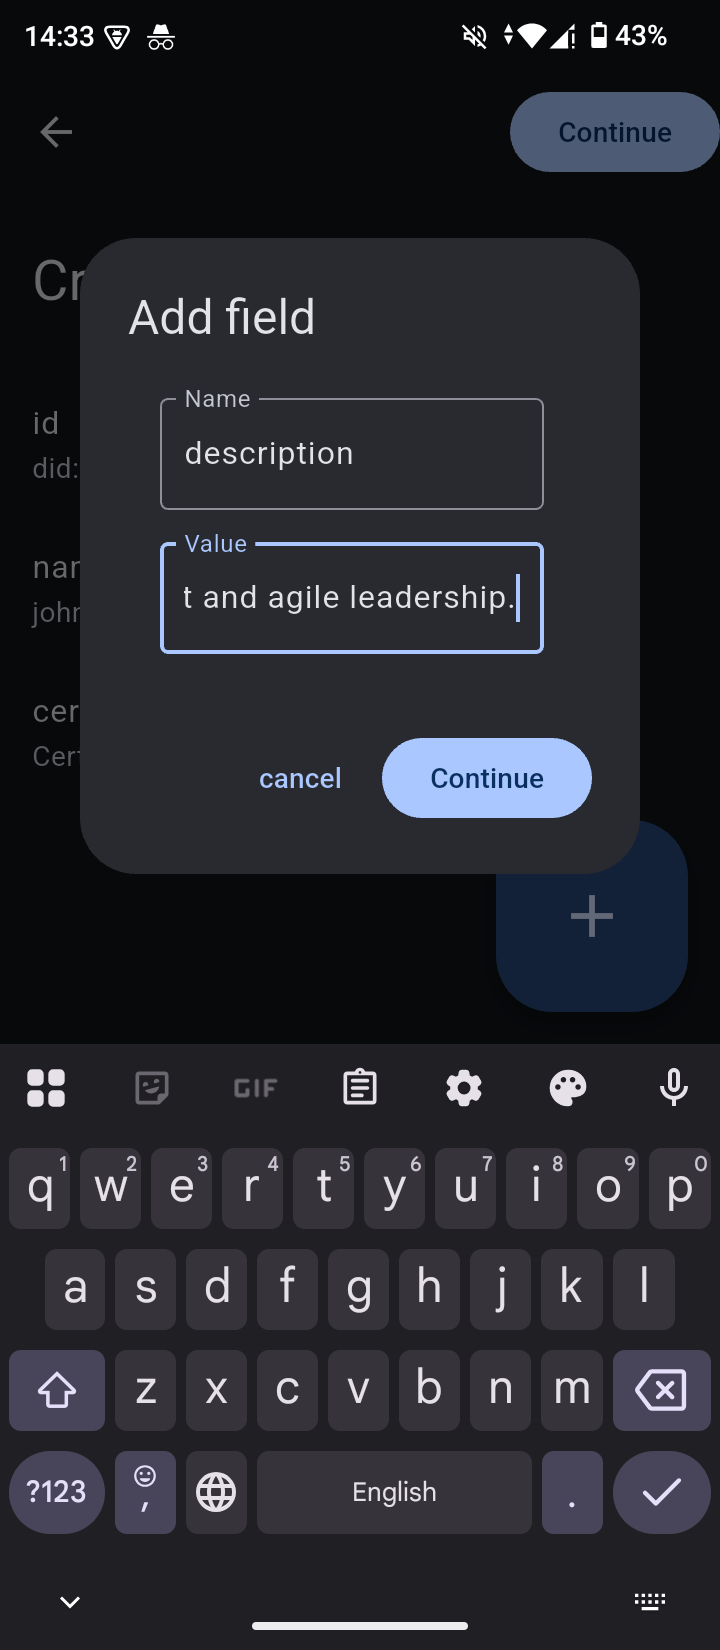 14:33 43%
Continue
Cr
Add field
Name
id
description
did:
Value
nar
t and agile leadership.
john
cer
Cert
cancel Continue
GIF
q1 w2 e3 r4 t5 y6 u7 i8 o9 p0
a s d f g h j k l
z x c v b n m
?123 , English .